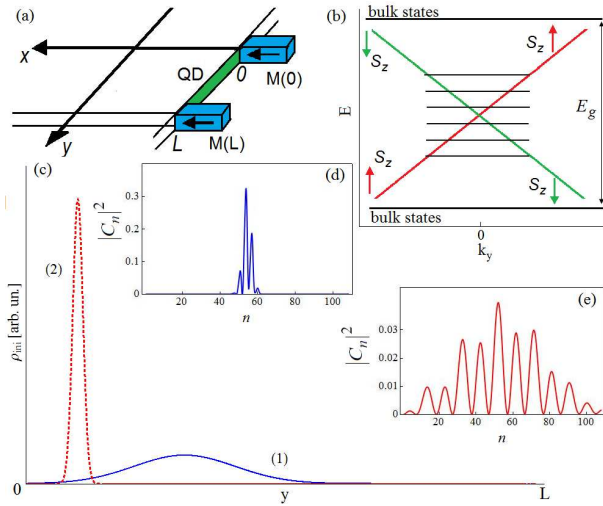 (a)
x
QD
0
M(0)
L
M(L)
y
(b)
bulk states
S_z
S_z
E
E_g
S_z
S_z
bulk states
0
k_y
(c)
(2)
ρ_ini [arb. un.]
(1)
0
y
L
(d)
|C_n|^2
0.3
0.2
0.1
0
20
40
60
80
100
n
(e)
|C_n|^2
0.03
0.02
0.01
0
20
40
60
80
100
n